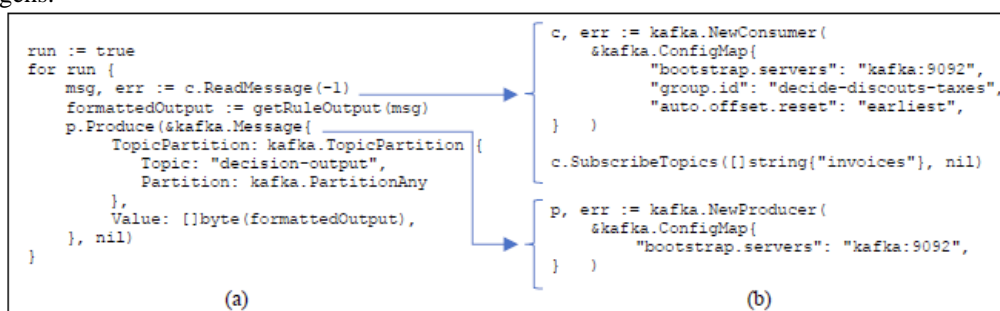 gens.
run := true
for run {
msg, err := c.ReadMessage(-1)
formattedOutput := getRuleOutput(msg)
p.Produce(&kafka.Message{
TopicPartition: kafka.TopicPartition {
Topic: "decision-output",
Partition: kafka.PartitionAny
},
Value: []byte(formattedOutput),
}, nil)
}
(a)
c, err := kafka.NewConsumer(
&kafka.ConfigMap{
"bootstrap.servers": "kafka:9092",
"group.id": "decide-discouts-taxes",
"auto.offset.reset": "earliest",
} )
c.SubscribeTopics([]string{"invoices"}, nil)
p, err := kafka.NewProducer(
&kafka.ConfigMap{
"bootstrap.servers": "kafka:9092",
} )
(b)